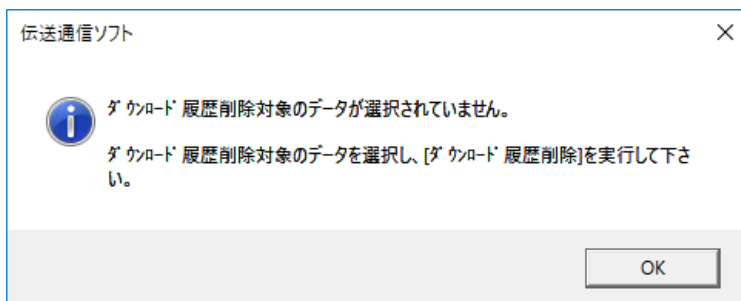 伝送通信ソフト
ﾀﾞｳﾝﾛｰﾄﾞ履歴削除対象のデータが選択されていません。
ﾀﾞｳﾝﾛｰﾄﾞ履歴削除対象のデータを選択し、[ﾀﾞｳﾝﾛｰﾄﾞ履歴削除]を実行して下さ
い。
OK